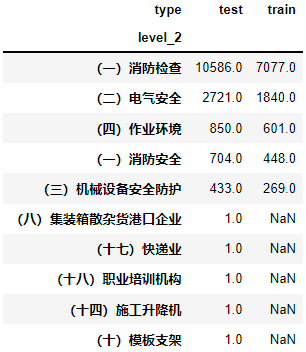 type test train
level_2
（一）消防检查 10586.0 7077.0
（二）电气安全 2721.0 1840.0
（四）作业环境 850.0 601.0
（一）消防安全 704.0 448.0
（三）机械设备安全防护 433.0 269.0
（八）集装箱散杂货港口企业 1.0 NaN
（十七）快递业 1.0 NaN
（十八）职业培训机构 1.0 NaN
（十四）施工升降机 1.0 NaN
（十）模板支架 1.0 NaN